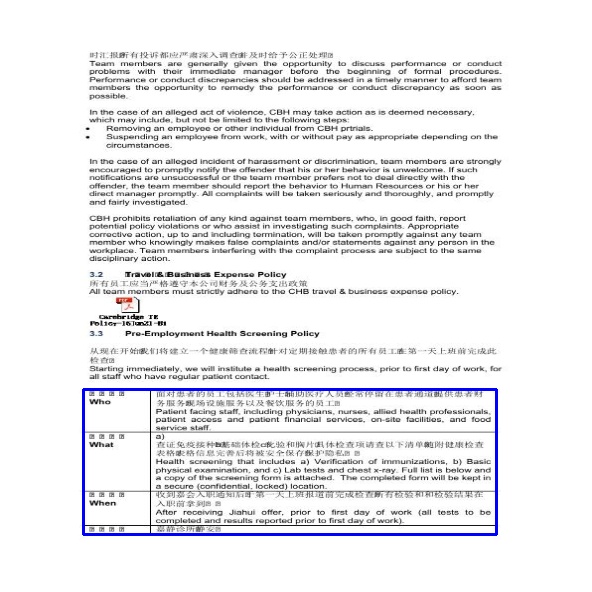 时汇报所有投诉都应严肃深入调查并及时给予公正处理
Team members are generally given the opportunity to discuss performance or conduct
problems with their immediate manager before the beginning of formal procedures.
Performance or conduct discrepancies should be addressed in a timely manner to afford team
members the opportunity to remedy the performance or conduct discrepancy as soon as
possible.
In the case of an alleged act of violence, CBH may take action as is deemed necessary,
which may include, but not be limited to the following steps:
• Removing an employee or other individual from CBH prtrials.
• Suspending an employee from work, with or without pay as appropriate depending on the
circumstances.
In the case of an alleged incident of harassment or discrimination, team members are strongly
encouraged to promptly notify the offender that his or her behavior is unwelcome. If such
notifications are unsuccessful or the team member prefers not to deal directly with the
offender, the team member should report the behavior to Human Resources or his or her
direct manager promptly. All complaints will be taken seriously and thoroughly, and promptly
and fairly investigated.
CBH prohibits retaliation of any kind against team members, who, in good faith, report
potential policy violations or who assist in investigating such complaints. Appropriate
corrective action, up to and including termination, will be taken promptly against any team
member who knowingly makes false complaints and/or statements against any person in the
workplace. Team members interfering with the complaint process are subject to the same
disciplinary action.
3.2 Travel & Business Expense Policy
所有员工应当严格遵守本公司财务及公务支出政策
All team members must strictly adhere to the CHB travel & business expense policy.
Carebridge TE
3.3 Pre-Employment Health Screening Policy
从现在开始我们将建立一个健康筛查流程针对定期接触患者的所有员工在第一天上班前完成此
检查
Starting immediately, we will institute a health screening process, prior to first day of work, for
all staff who have regular patient contact.
面对患者的员工包括医生护士辅助医疗人员经常停留在患者通道提供患者财
Who 务服务现场设施服务以及餐饮服务的员工
Patient facing staff, including physicians, nurses, allied health professionals,
patient access and patient financial services, on-site facilities, and food
service staff.
a)
What 查证免疫接种b基础体检c化验和胸片具体检查项请查以下清单随附健康检查
表格表格信息完善后将被安全保存保护隐私
Health screening that includes a) Verification of immunizations, b) Basic
physical examination, and c) Lab tests and chest x-ray. Full list is below and
a copy of the screening form is attached. The completed form will be kept in
a secure (confidential, locked) location.
收到嘉会入职通知后于第一天上班报道前完成检查所有检验和和检验结果在
When 入职前拿到
After receiving Jiahui offer, prior to first day of work (all tests to be
completed and results reported prior to first day of work).
嘉静诊所静安